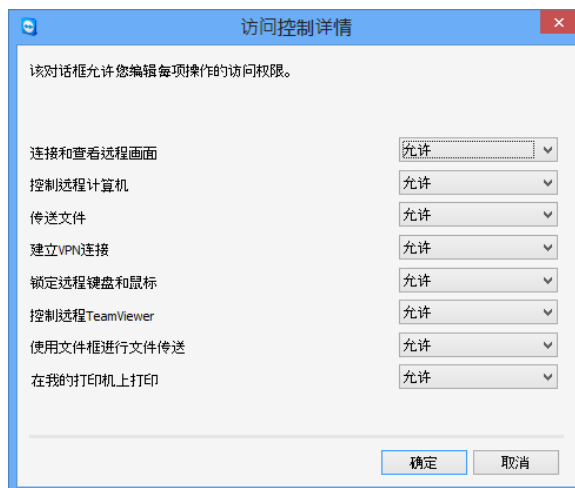 访问控制详情
该对话框允许您编辑每项操作的访问权限。
连接和查看远程画面 允许
控制远程计算机 允许
传送文件 允许
建立VPN连接 允许
锁定远程键盘和鼠标 允许
控制远程TeamViewer 允许
使用文件框进行文件传送 允许
在我的打印机上打印 允许
确定 取消